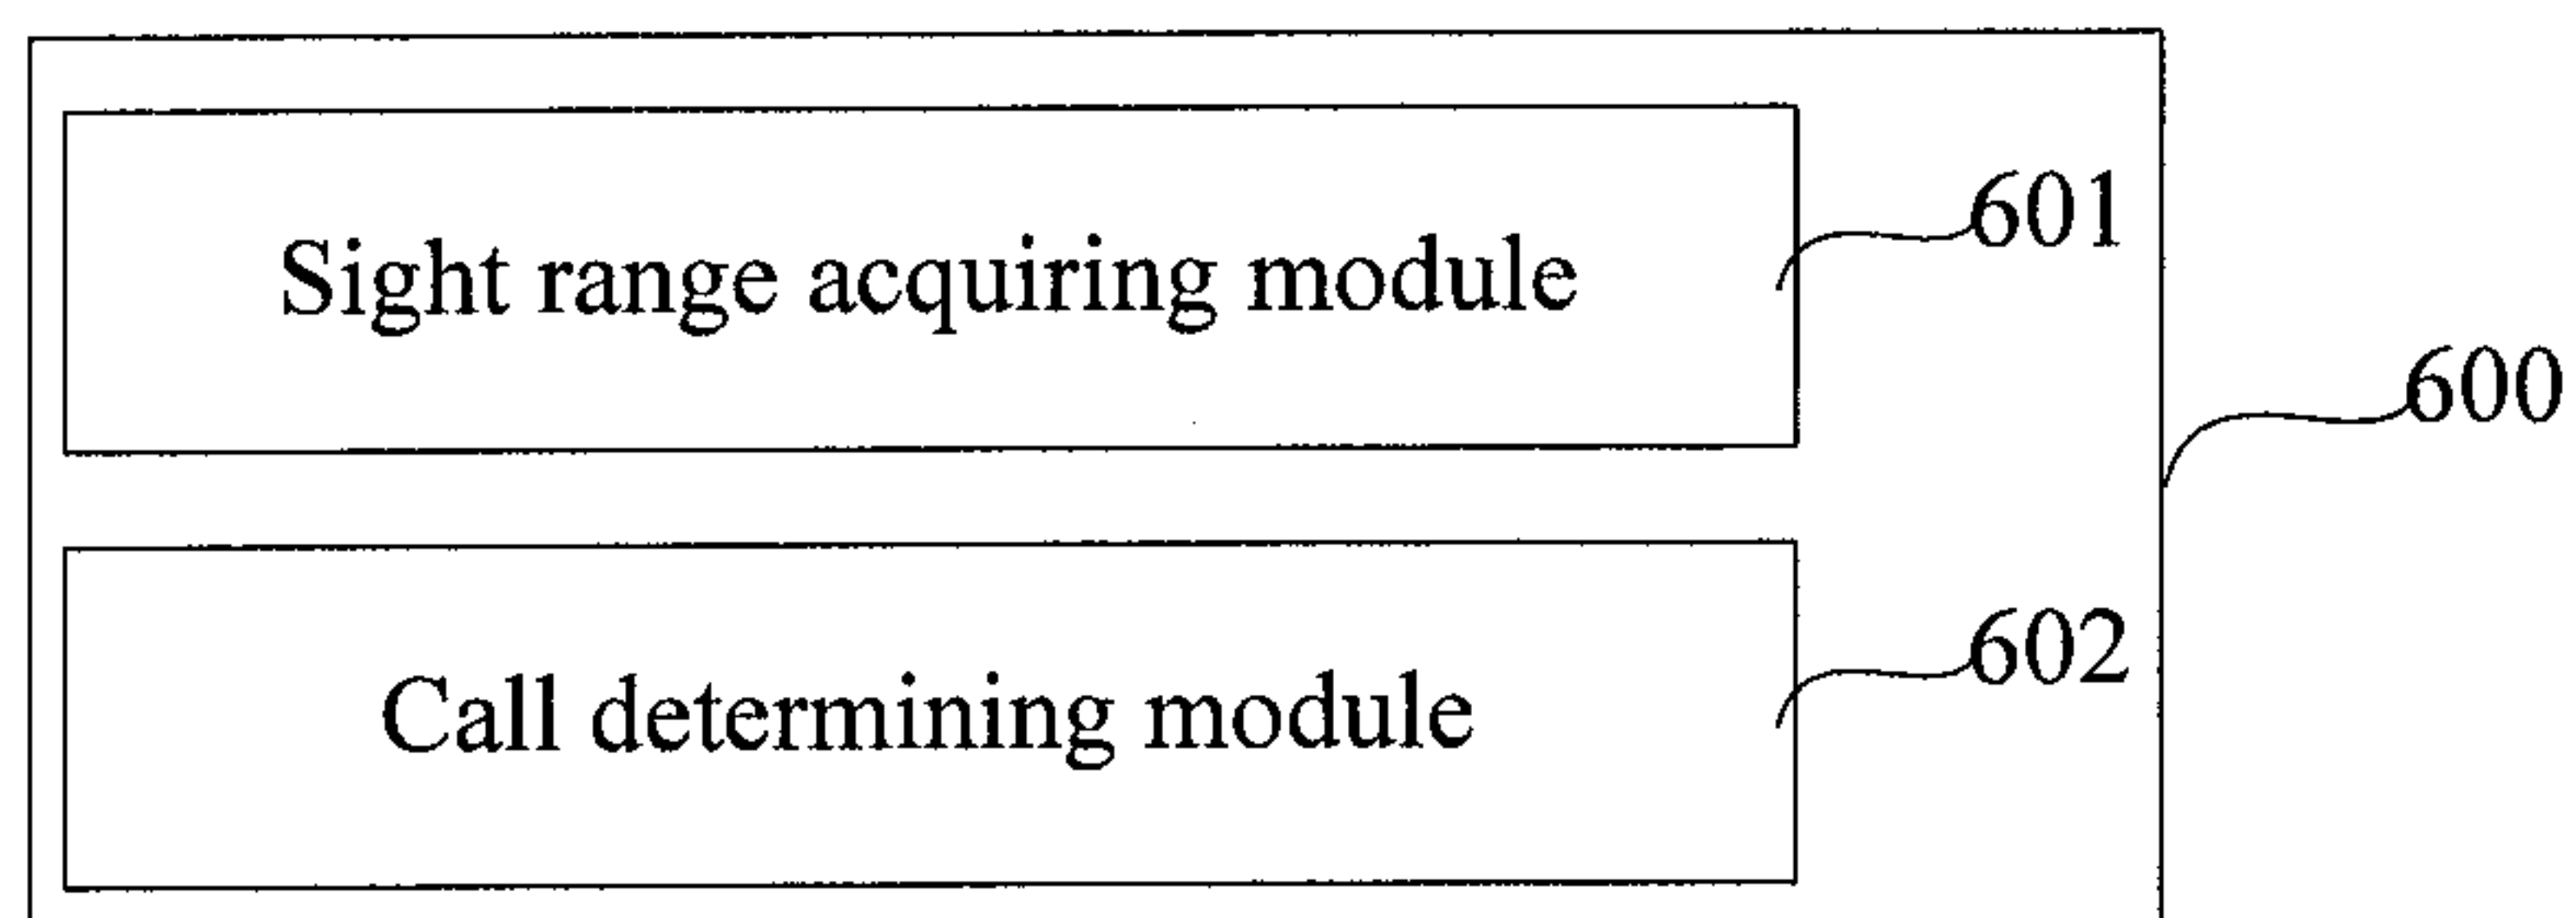 Sight range acquiring module
601
600
Call determining module
602